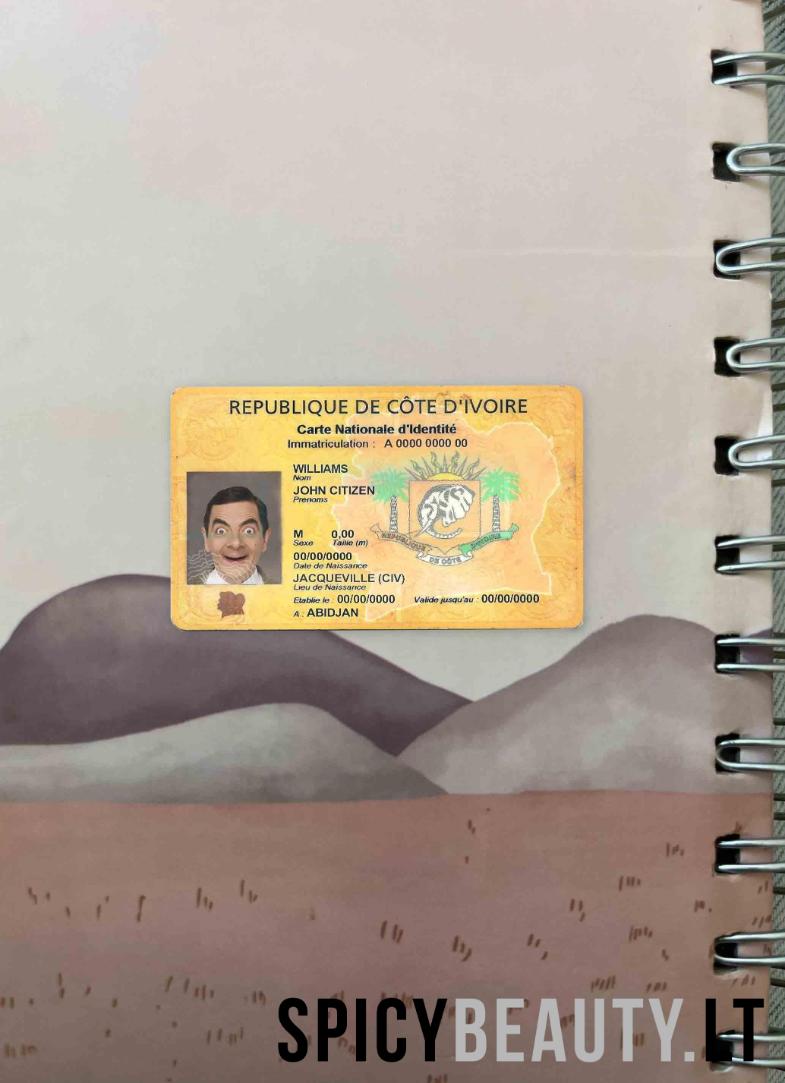 REPUBLIQUE DE CÔTE D'IVOIRE
Carte Nationale d'Identité
Immatriculation : A 0000 0000 00
WILLIAMS
Nom
JOHN CITIZEN
Prenoms
M 0,00
Sexe Taille (m)
00/00/0000
Date de Naissance
JACQUEVILLE (CIV)
Lieu de Naissance
Etablie le : 00/00/0000 Valide jusqu'au : 00/00/0000
A : ABIDJAN
REPUBLIQUE DE CÔTE D'IVOIRE
SPICYBEAUTY.LT